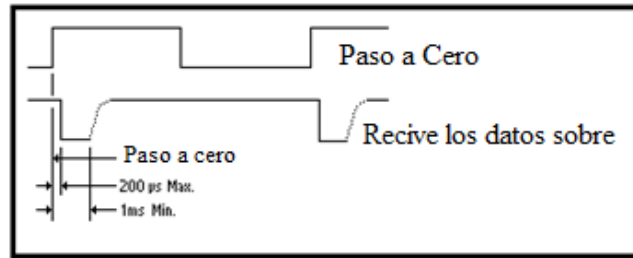 Paso a Cero
Recive los datos sobre
Paso a cero
200 µs Max.
1ms Min.